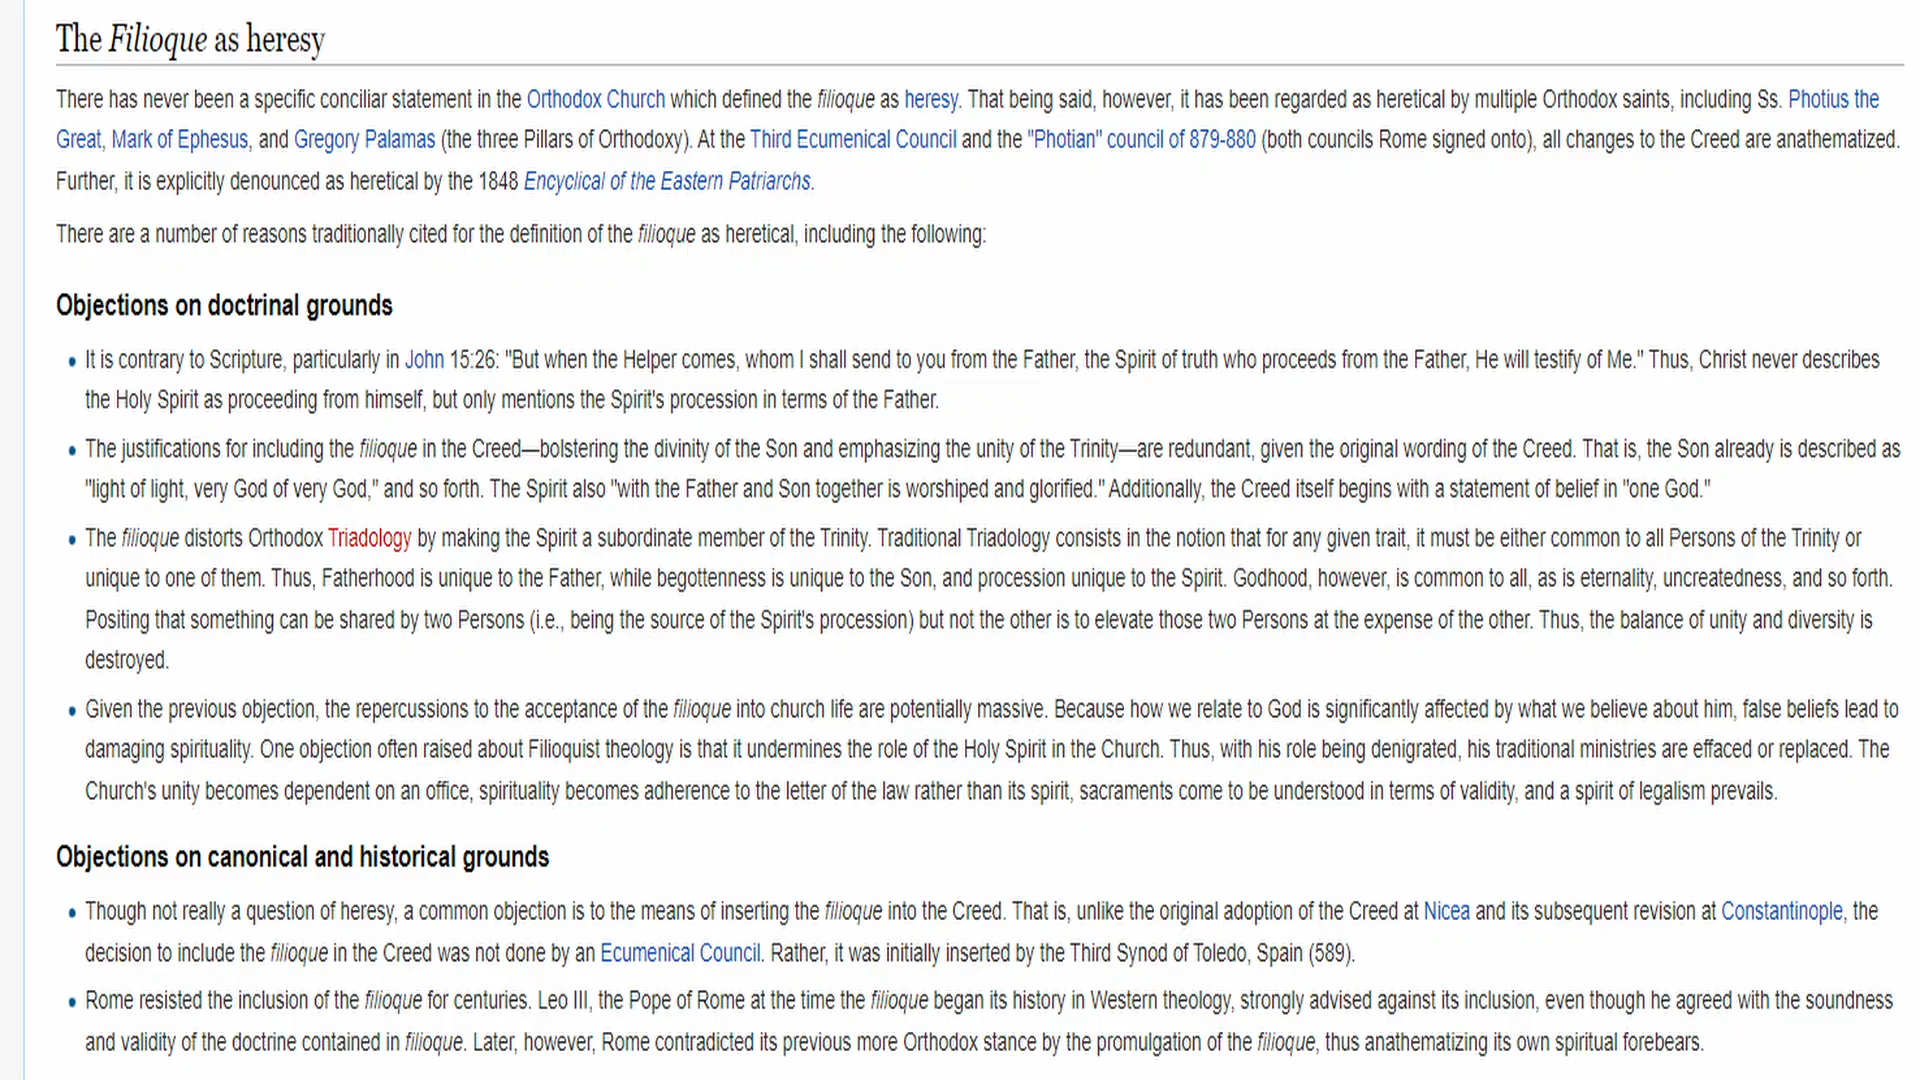 The Filioque as heresy
There has never been a specific conciliar statement in the Orthodox Church which defined the filioque as heresy. That being said, however, it has been regarded as heretical by multiple Orthodox saints, including Ss. Photius the
Great, Mark of Ephesus, and Gregory Palamas (the three Pillars of Orthodoxy). At the Third Ecumenical Council and the "Photian" council of 879-880 (both councils Rome signed onto), all changes to the Creed are anathematized.
Further, it is explicitly denounced as heretical by the 1848 Encyclical of the Eastern Patriarchs.
There are a number of reasons traditionally cited for the definition of the filioque as heretical, including the following:
Objections on doctrinal grounds
• It is contrary to Scripture, particularly in John 15:26: "But when the Helper comes, whom I shall send to you from the Father, the Spirit of truth who proceeds from the Father, He will testify of Me." Thus, Christ never describes
the Holy Spirit as proceeding from himself, but only mentions the Spirit's procession in terms of the Father.
• The justifications for including the filioque in the Creed—bolstering the divinity of the Son and emphasizing the unity of the Trinity—are redundant, given the original wording of the Creed. That is, the Son already is described as
"light of light, very God of very God," and so forth. The Spirit also "with the Father and Son together is worshiped and glorified." Additionally, the Creed itself begins with a statement of belief in "one God."
• The filioque distorts Orthodox Triadology by making the Spirit a subordinate member of the Trinity. Traditional Triadology consists in the notion that for any given trait, it must be either common to all Persons of the Trinity or
unique to one of them. Thus, Fatherhood is unique to the Father, while begottenness is unique to the Son, and procession unique to the Spirit. Godhood, however, is common to all, as is eternality, uncreatedness, and so forth.
Positing that something can be shared by two Persons (i.e., being the source of the Spirit's procession) but not the other is to elevate those two Persons at the expense of the other. Thus, the balance of unity and diversity is
destroyed.
• Given the previous objection, the repercussions to the acceptance of the filioque into church life are potentially massive. Because how we relate to God is significantly affected by what we believe about him, false beliefs lead to
damaging spirituality. One objection often raised about Filioquist theology is that it undermines the role of the Holy Spirit in the Church. Thus, with his role being denigrated, his traditional ministries are effaced or replaced. The
Church's unity becomes dependent on an office, spirituality becomes adherence to the letter of the law rather than its spirit, sacraments come to be understood in terms of validity, and a spirit of legalism prevails.
Objections on canonical and historical grounds
• Though not really a question of heresy, a common objection is to the means of inserting the filioque into the Creed. That is, unlike the original adoption of the Creed at Nicea and its subsequent revision at Constantinople, the
decision to include the filioque in the Creed was not done by an Ecumenical Council. Rather, it was initially inserted by the Third Synod of Toledo, Spain (589).
• Rome resisted the inclusion of the filioque for centuries. Leo III, the Pope of Rome at the time the filioque began its history in Western theology, strongly advised against its inclusion, even though he agreed with the soundness
and validity of the doctrine contained in filioque. Later, however, Rome contradicted its previous more Orthodox stance by the promulgation of the filioque, thus anathematizing its own spiritual forebears.